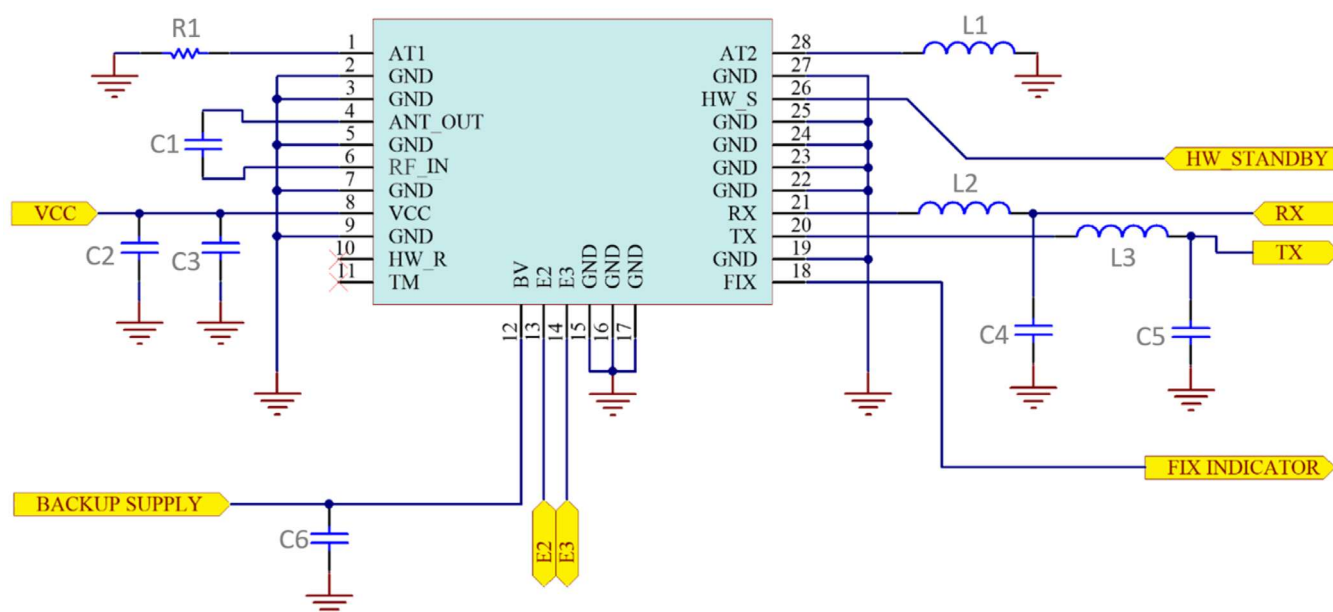 R1
L1
1 AT1 AT2 28
2 GND GND 27
3 GND HW_S 26
4 ANT_OUT GND 25
C1
5 GND GND 24
6 RF_IN GND 23
HW_STANDBY
7 GND GND 22
L2
VCC
8 VCC RX 21
RX
9 GND TX 20
TX
C2
C3
10 HW_R GND 19
L3
11 TM FIX 18
BV
E2
E3
GND
GND
GND
12
13
14
15
16
17
C4
C5
FIX INDICATOR
BACKUP SUPPLY
C6
E2
E3